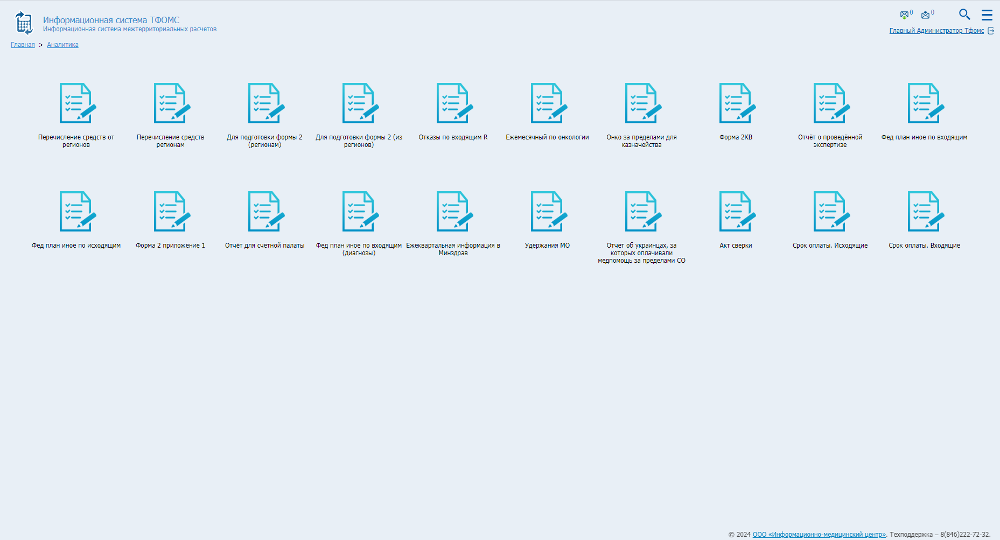 Информационная система ТФОМС
Информационная система межтерриториальных расчетов
0 0
Главный Администратор Тфомс
Главная > Аналитика
Перечисление средств от регионов
Перечисление средств регионам
Для подготовки формы 2 (регионам)
Для подготовки формы 2 (из регионов)
Отказы по входящим R
Ежемесячный по онкологии
Онко за пределами для казначейства
Форма 2КВ
Отчёт о проведённой экспертизе
Фед план иное по входящим
Фед план иное по исходящим
Форма 2 приложение 1
Отчёт для счетной палаты
Фед план иное по входящим (диагнозы)
Ежеквартальная информация в Минздрав
Удержания МО
Отчет об украинцах, за которых оплачивали медпомощь за пределами СО
Акт сверки
Срок оплаты. Исходящие
Срок оплаты. Входящие
© 2024 ООО «Информационно-медицинский центр». Техподдержка – 8(846)222-72-32.